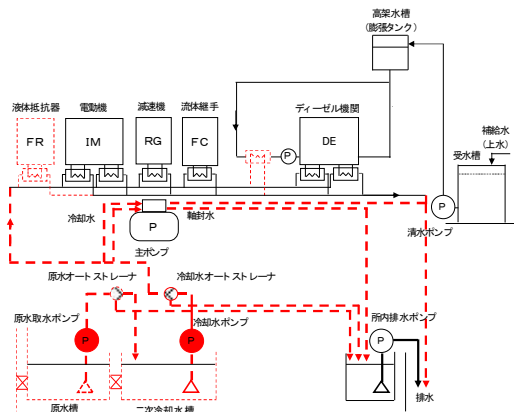 高架水槽
(膨張タンク)
液体抵抗器
電動機
減速機
流体継手
ディーゼル機関
FR
IM
RG
FC
P
DE
補給水
(上水)
受水槽
冷却水
軸封水
P
主ポンプ
P
清水ポンプ
原水オートストレーナ
冷却水オートストレーナ
原水取水ポンプ
P
冷却水ポンプ
P
所内排水ポンプ
P
排水
原水槽
二次冷却水槽